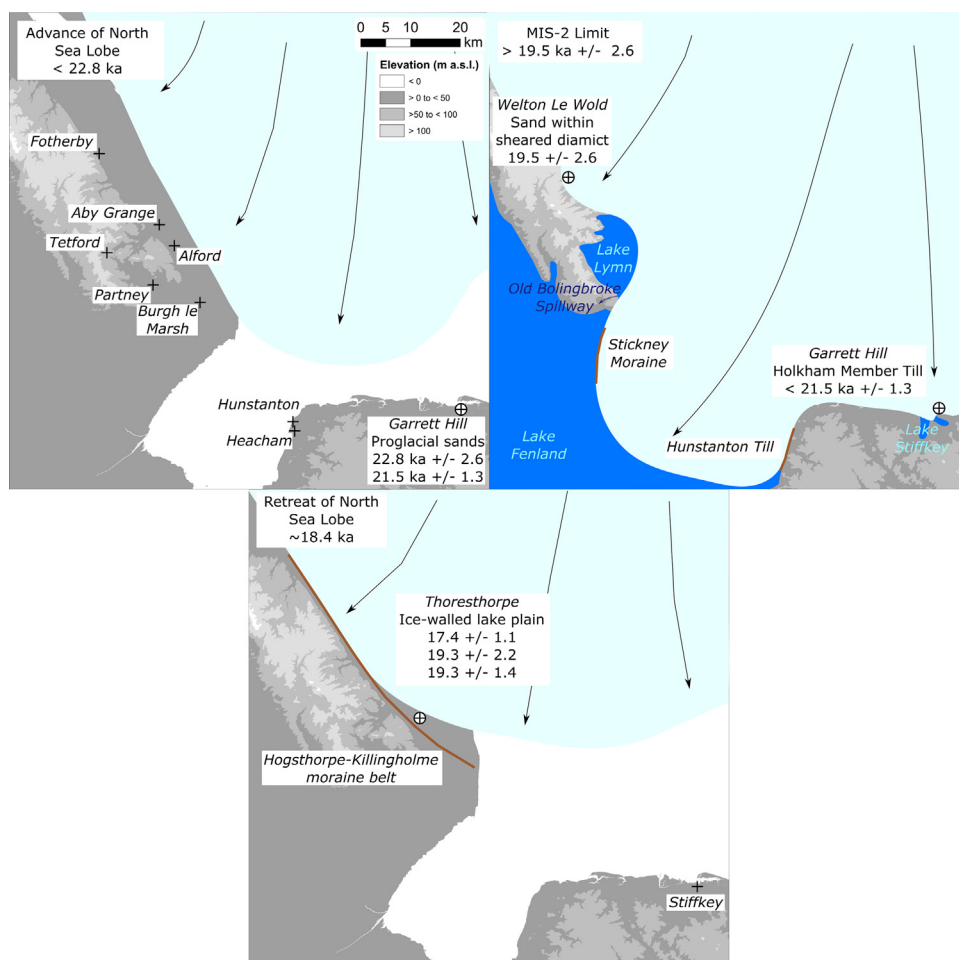 Advance of North
Sea Lobe
< 22.8 ka
0 5 10 20
km
Elevation (m a.s.l.)
< 0
> 0 to < 50
>50 to < 100
> 100
Fotherby
Aby Grange
Tetford
Alford
Partney
Burgh le
Marsh
Hunstanton
Heacham
Garrett Hill
Proglacial sands
22.8 ka +/- 2.6
21.5 ka +/- 1.3
MIS-2 Limit
> 19.5 ka +/- 2.6
Welton Le Wold
Sand within
sheared diamict
19.5 +/- 2.6
Lake
Lymn
Old Bolingbroke
Spillway
Stickney
Moraine
Garrett Hill
Holkham Member Till
< 21.5 ka +/- 1.3
Lake
Fenland
Hunstanton Till
Lake
Stiffkey
Retreat of North
Sea Lobe
~18.4 ka
Thoresthorpe
Ice-walled lake plain
17.4 +/- 1.1
19.3 +/- 2.2
19.3 +/- 1.4
Hogsthorpe-Killingholme
moraine belt
Stiffkey